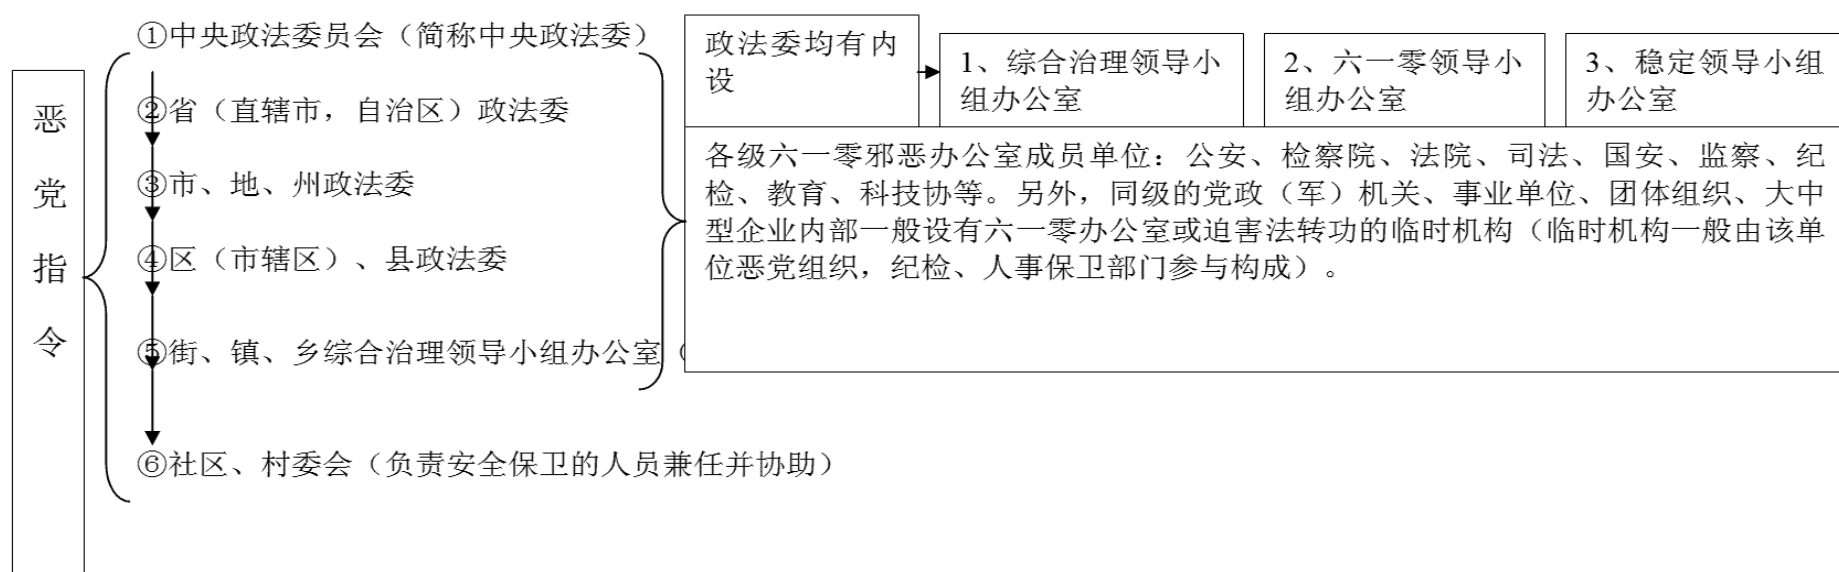 恶
党
指
令
①中央政法委员会（简称中央政法委）
②省（直辖市，自治区）政法委
③市、地、州政法委
④区（市辖区）、县政法委
⑤街、镇、乡综合治理领导小组办公室（
⑥社区、村委会（负责安全保卫的人员兼任并协助）
政法委均有内
设
1、综合治理领导小
组办公室
2、六一零领导小
组办公室
3、稳定领导小组
办公室
各级六一零邪恶办公室成员单位：公安、检察院、法院、司法、国安、监察、纪
检、教育、科技协等。另外，同级的党政（军）机关、事业单位、团体组织、大中
型企业内部一般设有六一零办公室或迫害法转功的临时机构（临时机构一般由该单
位恶党组织，纪检、人事保卫部门参与构成）。